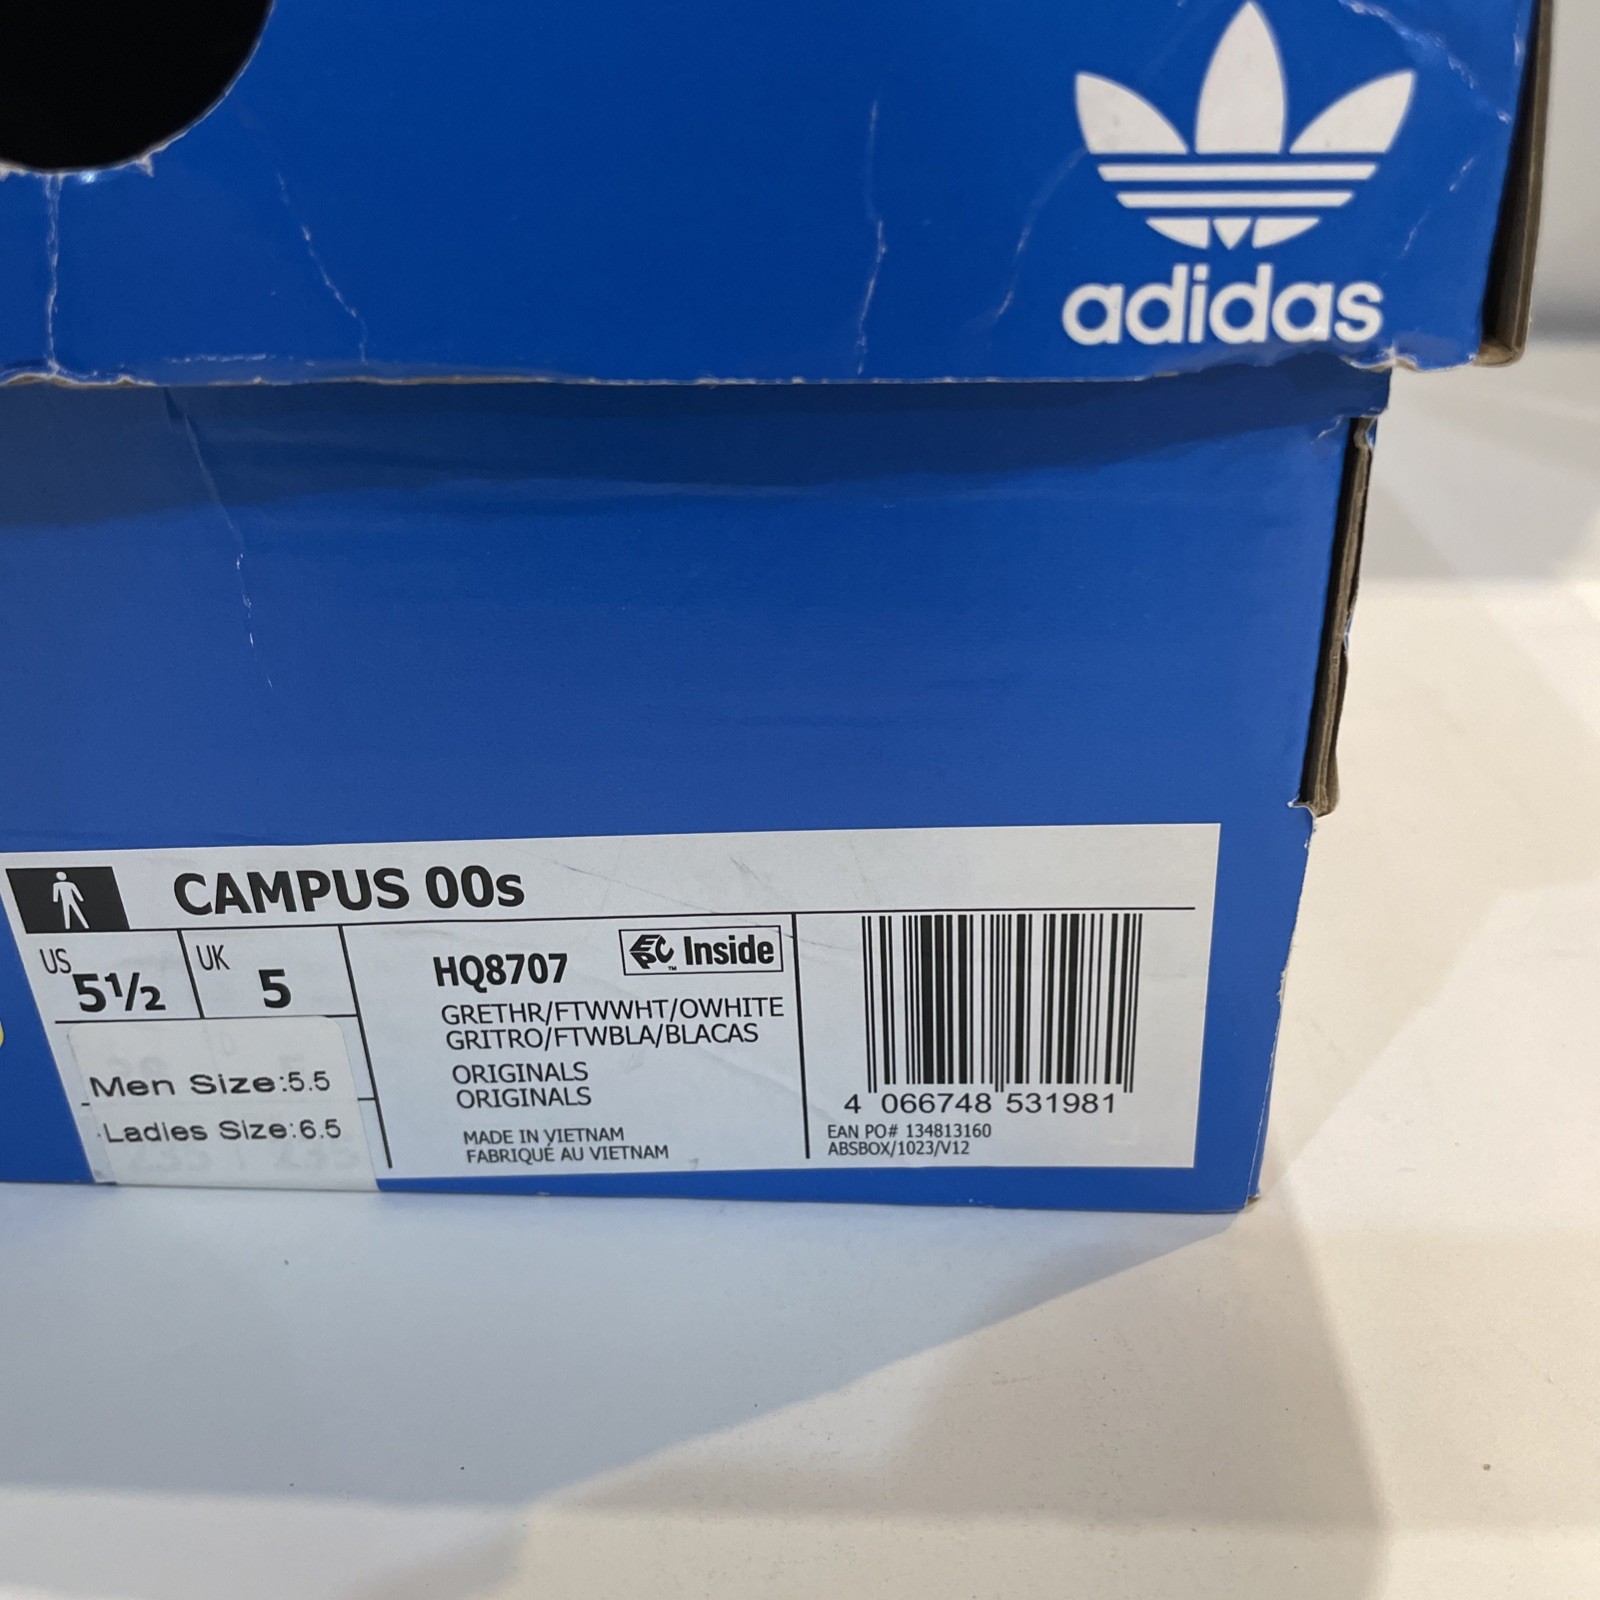 adidas
CAMPUS 00s
US 5½
UK 5
Men Size:5.5
Ladies Size:6.5
HQ8707
EPC Inside
™
GRETHR/FTWWHT/OWHITE
GRITRO/FTWBLA/BLACAS
ORIGINALS
ORIGINALS
MADE IN VIETNAM
FABRIQUÉ AU VIETNAM
4 066748 531981
EAN PO# 134813160
ABSBOX/1023/V12